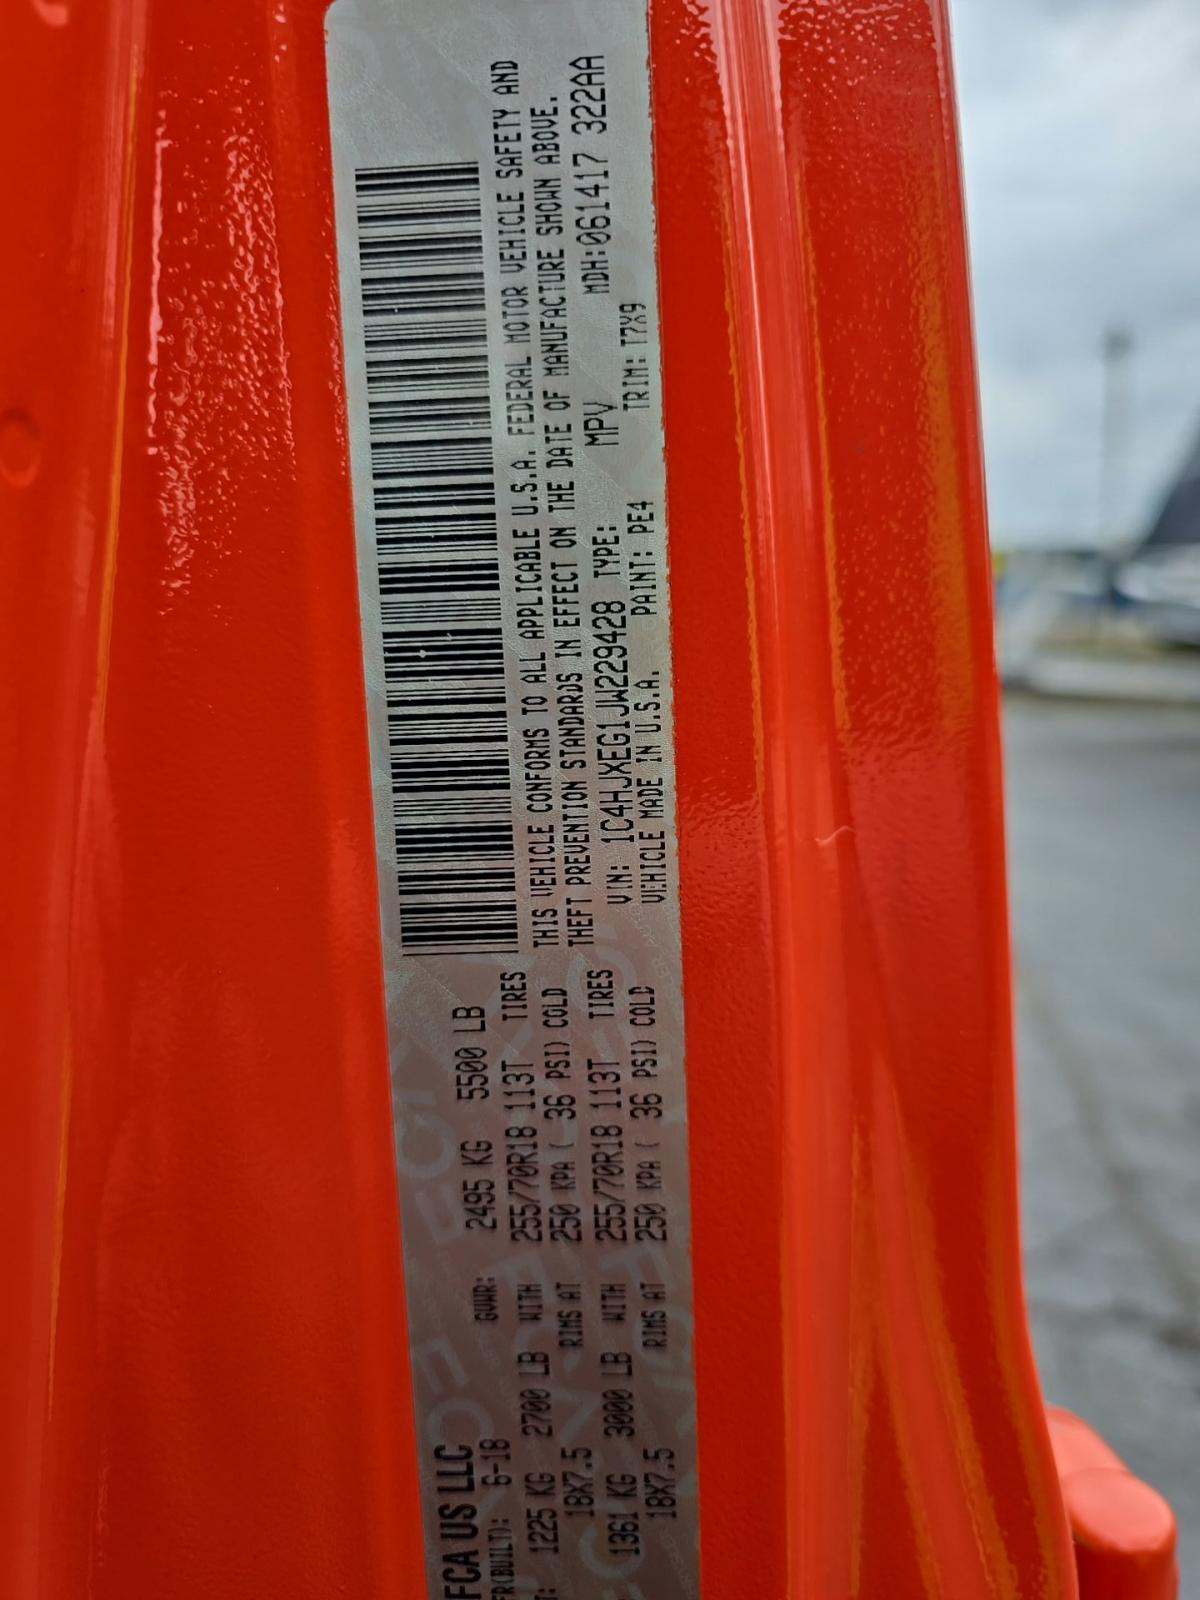 FCA US LLC
FR(BUILT): 6-18 GVWR: 2495 KG 5500 LB
T: 1225 KG 2700 LB WITH 255/70R18 113T TIRES
18X7.5 RIMS AT 250 KPA ( 36 PSI) COLD
1361 KG 3000 LB WITH 255/70R18 113T TIRES
18X7.5 RIMS AT 250 KPA ( 36 PSI) COLD
THIS VEHICLE CONFORMS TO ALL APPLICABLE U.S.A. FEDERAL MOTOR VEHICLE SAFETY AND
THEFT PREVENTION STANDARDS IN EFFECT ON THE DATE OF MANUFACTURE SHOWN ABOVE.
VIN: 1C4HJXEG1JW229428 TYPE: MPV MDH:061417 322AA
VEHICLE MADE IN U.S.A. PAINT: PE4 TRIM: T7X9